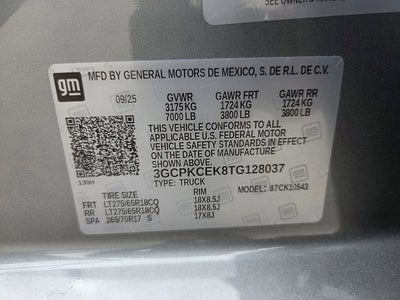 SEE OWNER'S
gm
MFD BY GENERAL MOTORS DE MEXICO, S. DE R.L. DE C.V.
09/25 GVWR GAWR FRT GAWR RR
3175 KG 1724 KG 1724 KG
7000 LB 3800 LB 3800 LB
THIS VEHICLE CONFORMS TO ALL
APPLICABLE U.S. FEDERAL MOTOR
VEHICLE SAFETY STANDARDS IN
EFFECT ON THE DATE OF MANUFACTURE
SHOWN ABOVE.
3GCPKCEK8TG128037
TYPE: TRUCK 87CK10543
TIRE SIZE RIM
FRT LT275/65R18CQ 18X8.5J
RR LT275/65R18CQ 18X8.5J
SPA 265/70R17 S 17X8J